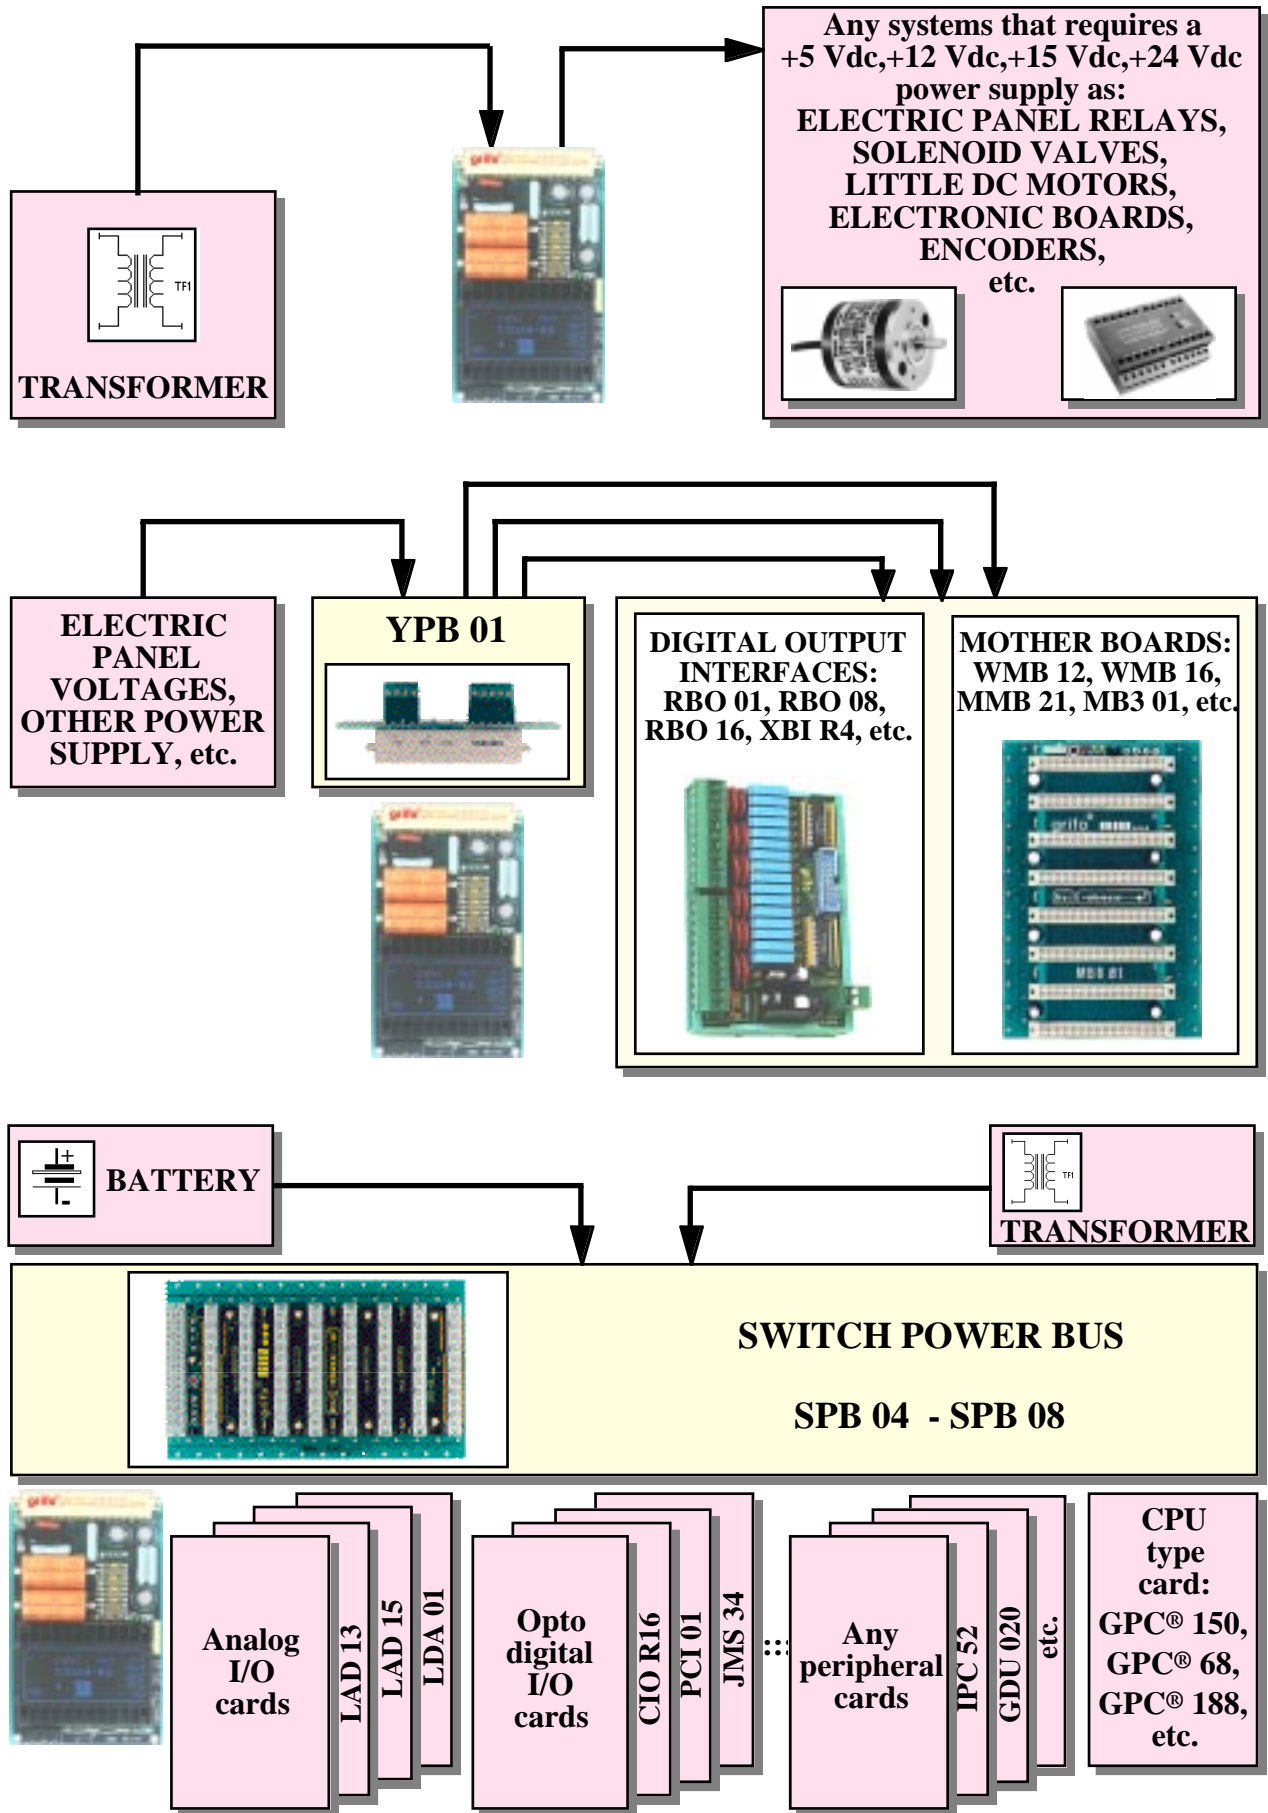 Any systems that requires a
+5 Vdc,+12 Vdc,+15 Vdc,+24 Vdc
power supply as:
ELECTRIC PANEL RELAYS,
SOLENOID VALVES,
LITTLE DC MOTORS,
ELECTRONIC BOARDS,
ENCODERS,
etc.
TF1
TRANSFORMER
grifo®
ELECTRIC
PANEL
VOLTAGES,
OTHER POWER
SUPPLY, etc.
YPB 01
grifo®
DIGITAL OUTPUT
INTERFACES:
RBO 01, RBO 08,
RBO 16, XBI R4, etc.
MOTHER BOARDS:
WMB 12, WMB 16,
MMB 21, MB3 01, etc.
grifo®
BATTERY
TF1
TRANSFORMER
SWITCH POWER BUS
SPB 04 - SPB 08
grifo®
Analog
I/O
cards
LAD 13
LAD 15
LDA 01
Opto
digital
I/O
cards
CIO R16
PCI 01
JMS 34
Any
peripheral
cards
IPC 52
GDU 020
etc.
CPU
type
card:
GPC® 150,
GPC® 68,
GPC® 188,
etc.